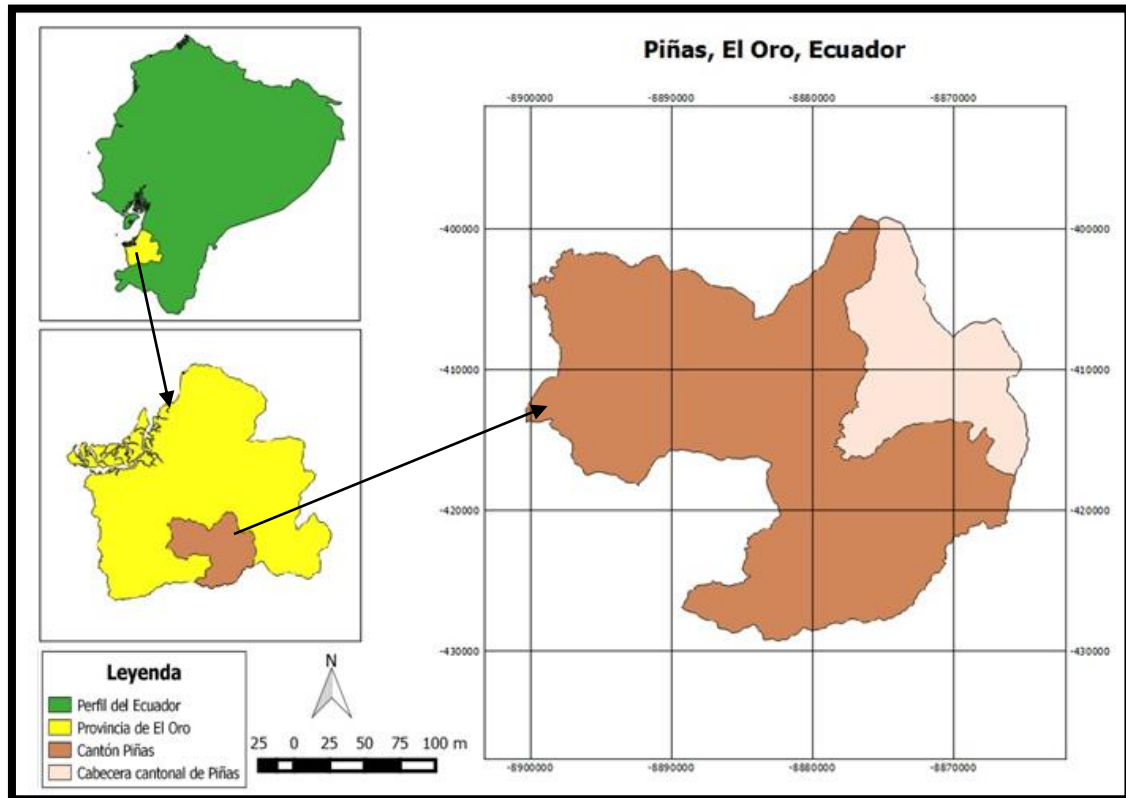 Piñas, El Oro, Ecuador
-8900000 -8890000 -8880000 -8870000
-400000 -400000
-410000 -410000
-420000 -420000
-430000 -430000
-8900000 -8890000 -8880000 -8870000
Leyenda
Perfil del Ecuador
Provincia de El Oro
Cantón Piñas
Cabecera cantonal de Piñas
N
25 0 25 50 75 100 m